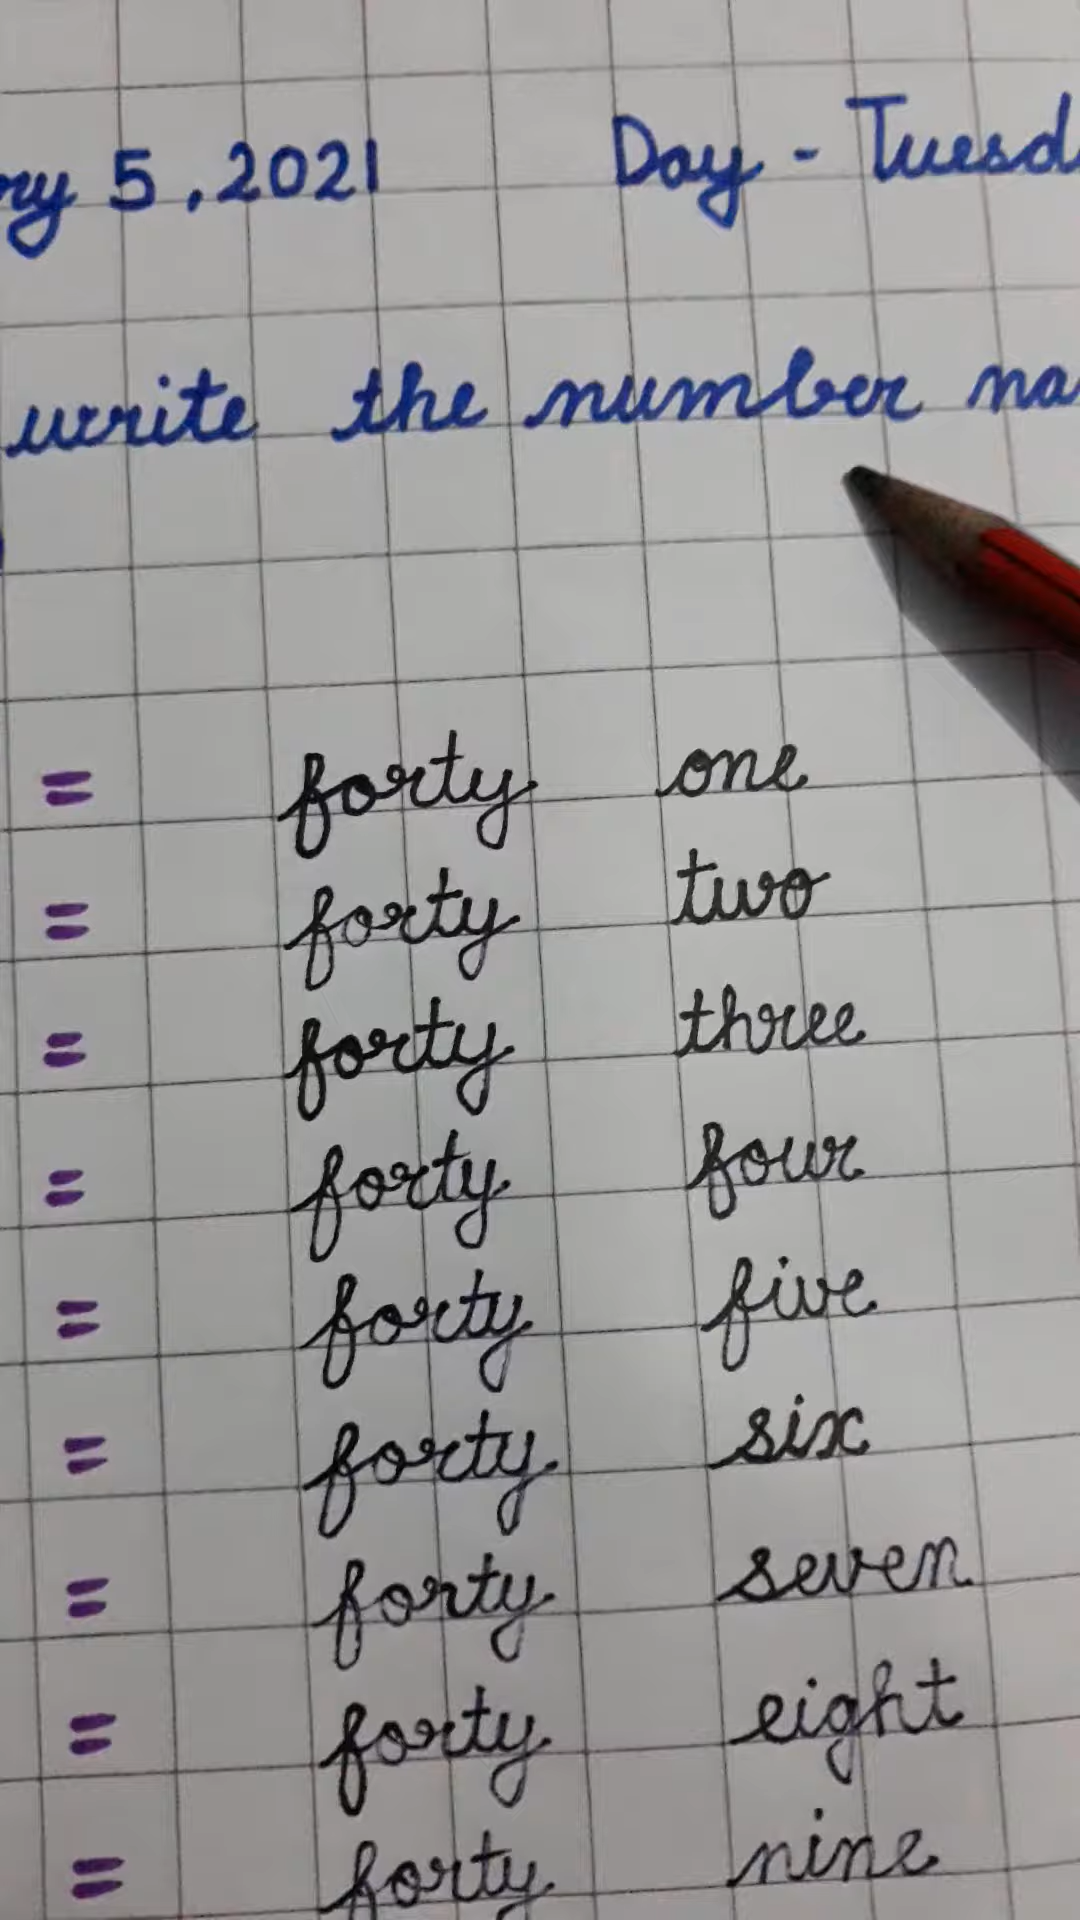 ry 5, 2021 Day - Tuesd
write the number na
= forty one
= forty two
= forty three
= forty four
= forty five
= forty six
= forty seven
= forty eight
= forty nine